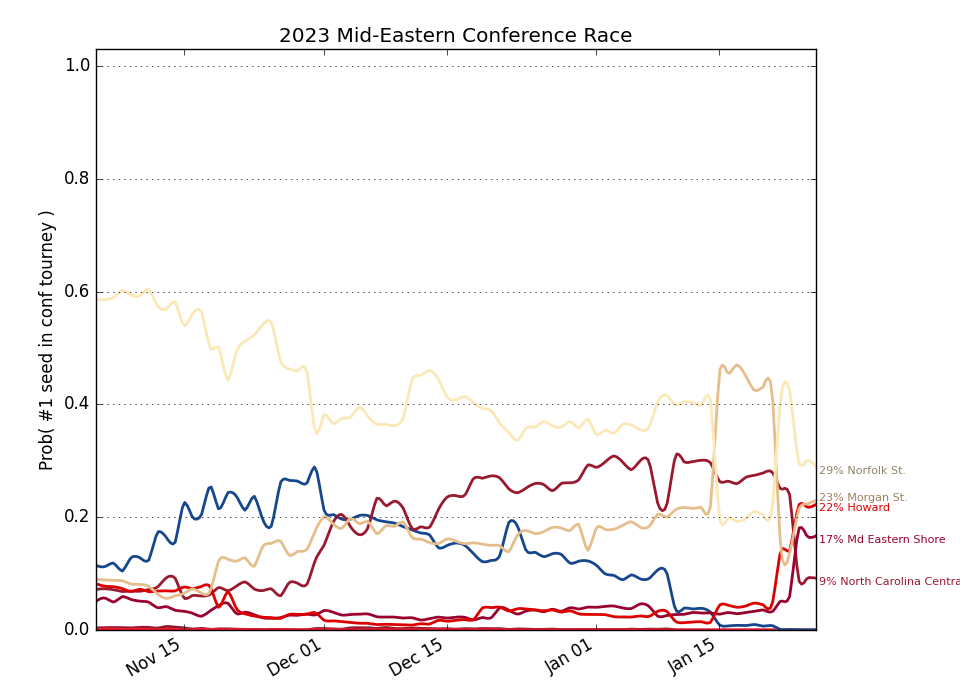 2023 Mid-Eastern Conference Race
Prob( #1 seed in conf tourney )
1.0
0.8
0.6
0.4
0.2
0.0
Nov 15
Dec 01
Dec 15
Jan 01
Jan 15
29% Norfolk St.
23% Morgan St.
22% Howard
17% Md Eastern Shore
9% North Carolina Centra